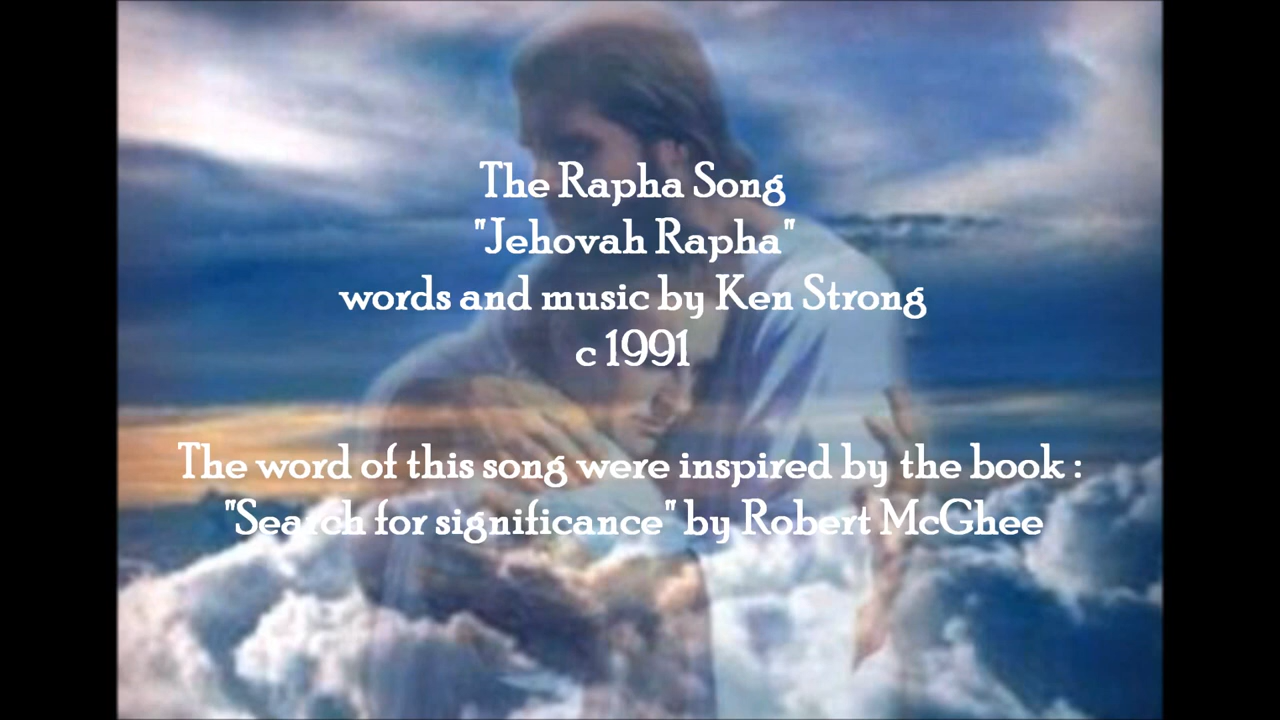 The Rapha Song
"Jehovah Rapha"
words and music by Ken Strong
c 1991
The word of this song were inspired by the book :
"Search for significance" by Robert McGhee